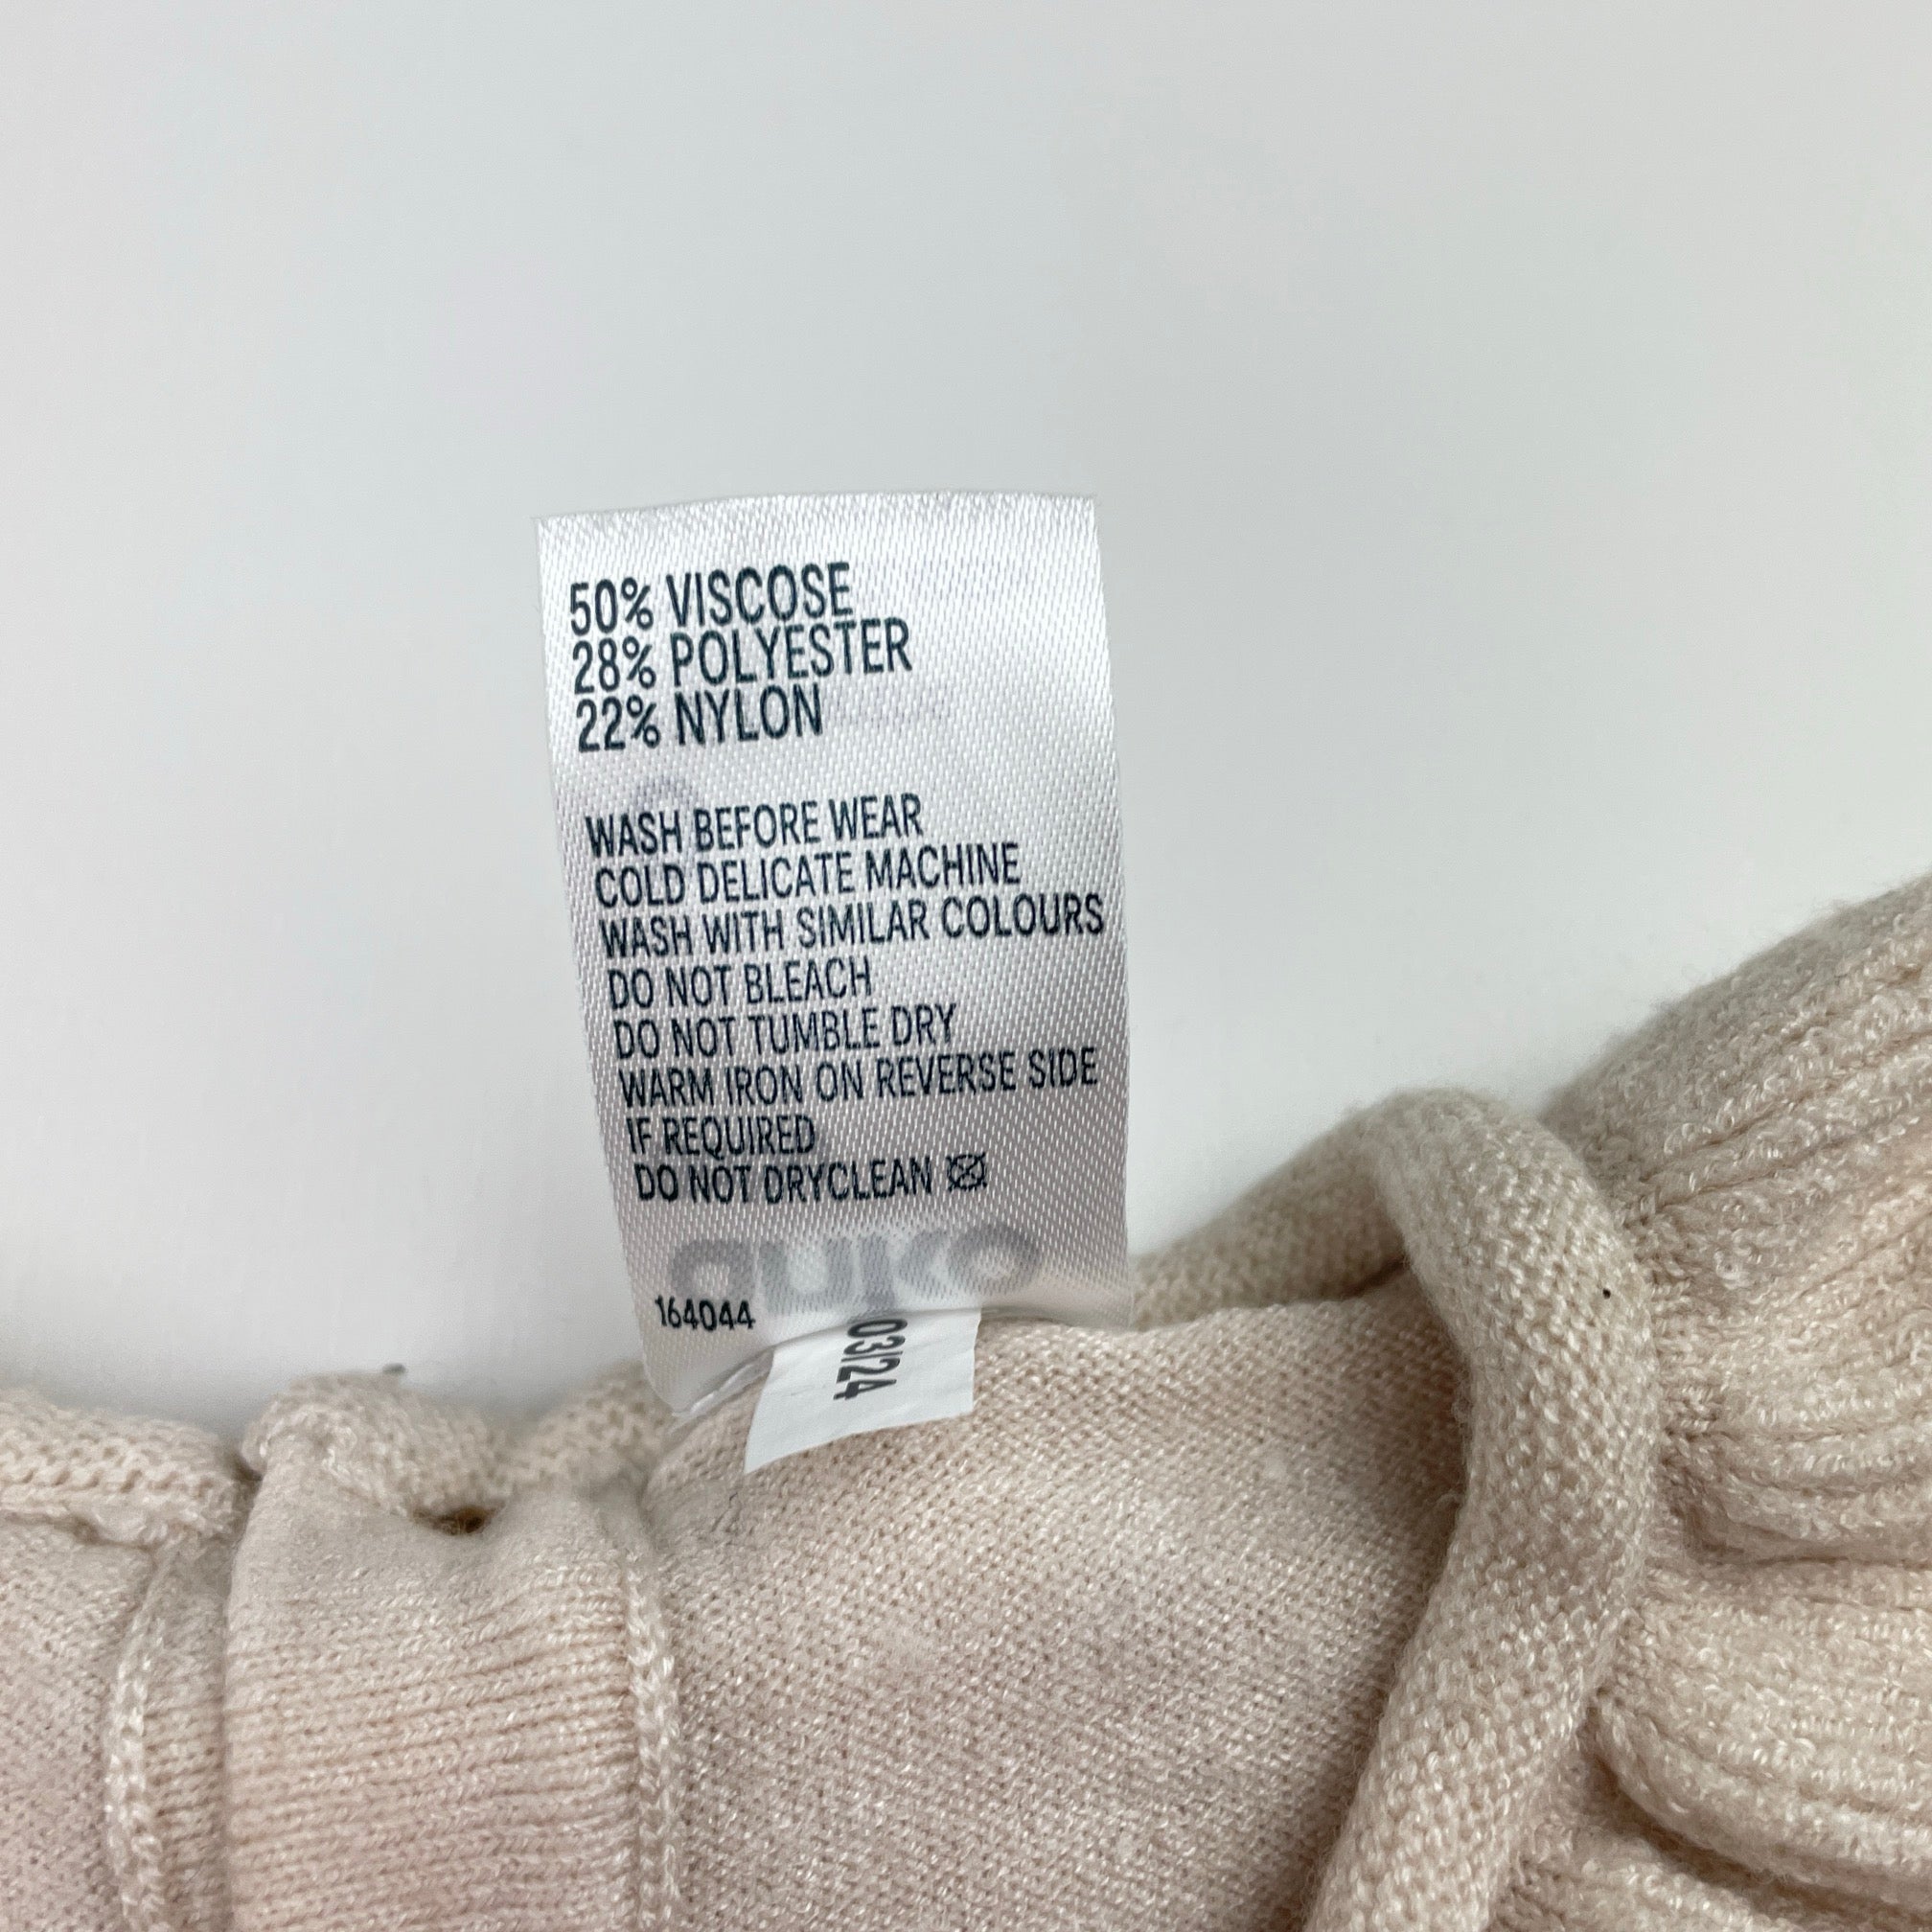 50% VISCOSE
28% POLYESTER
22% NYLON
WASH BEFORE WEAR
COLD DELICATE MACHINE
WASH WITH SIMILAR COLOURS
DO NOT BLEACH
DO NOT TUMBLE DRY
WARM IRON ON REVERSE SIDE
IF REQUIRED
DO NOT DRYCLEAN
164044
03/24